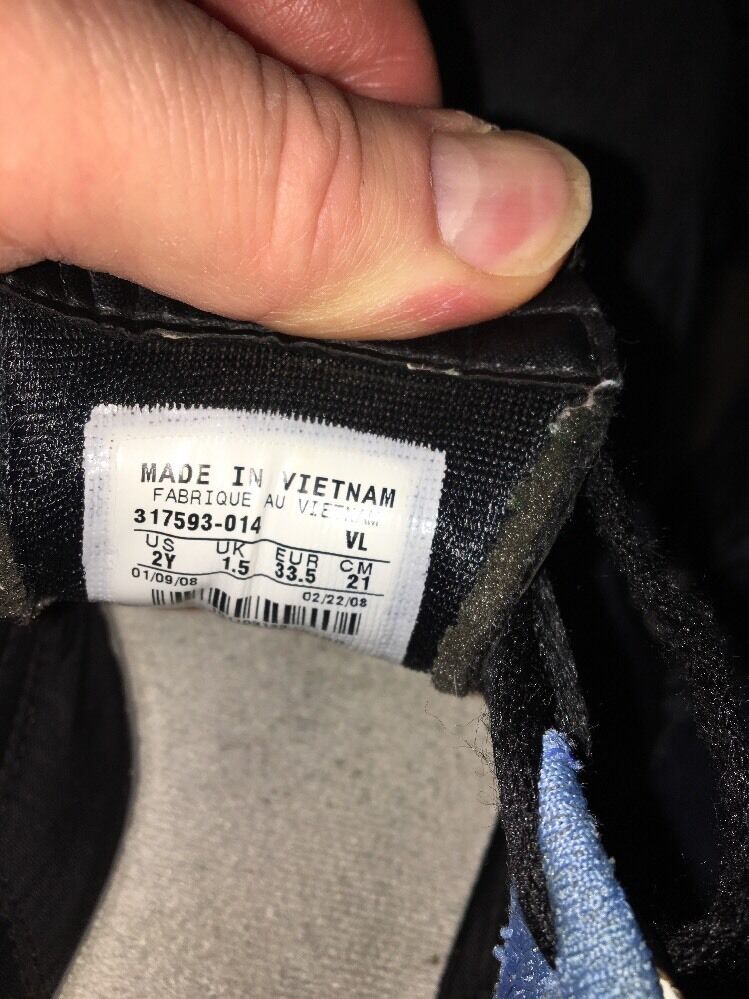 MADE IN VIETNAM
FABRIQUE AU VIETNAM
317593-014 VL
US UK EUR CM
2Y 1.5 33.5 21
01/09/08 02/22/08